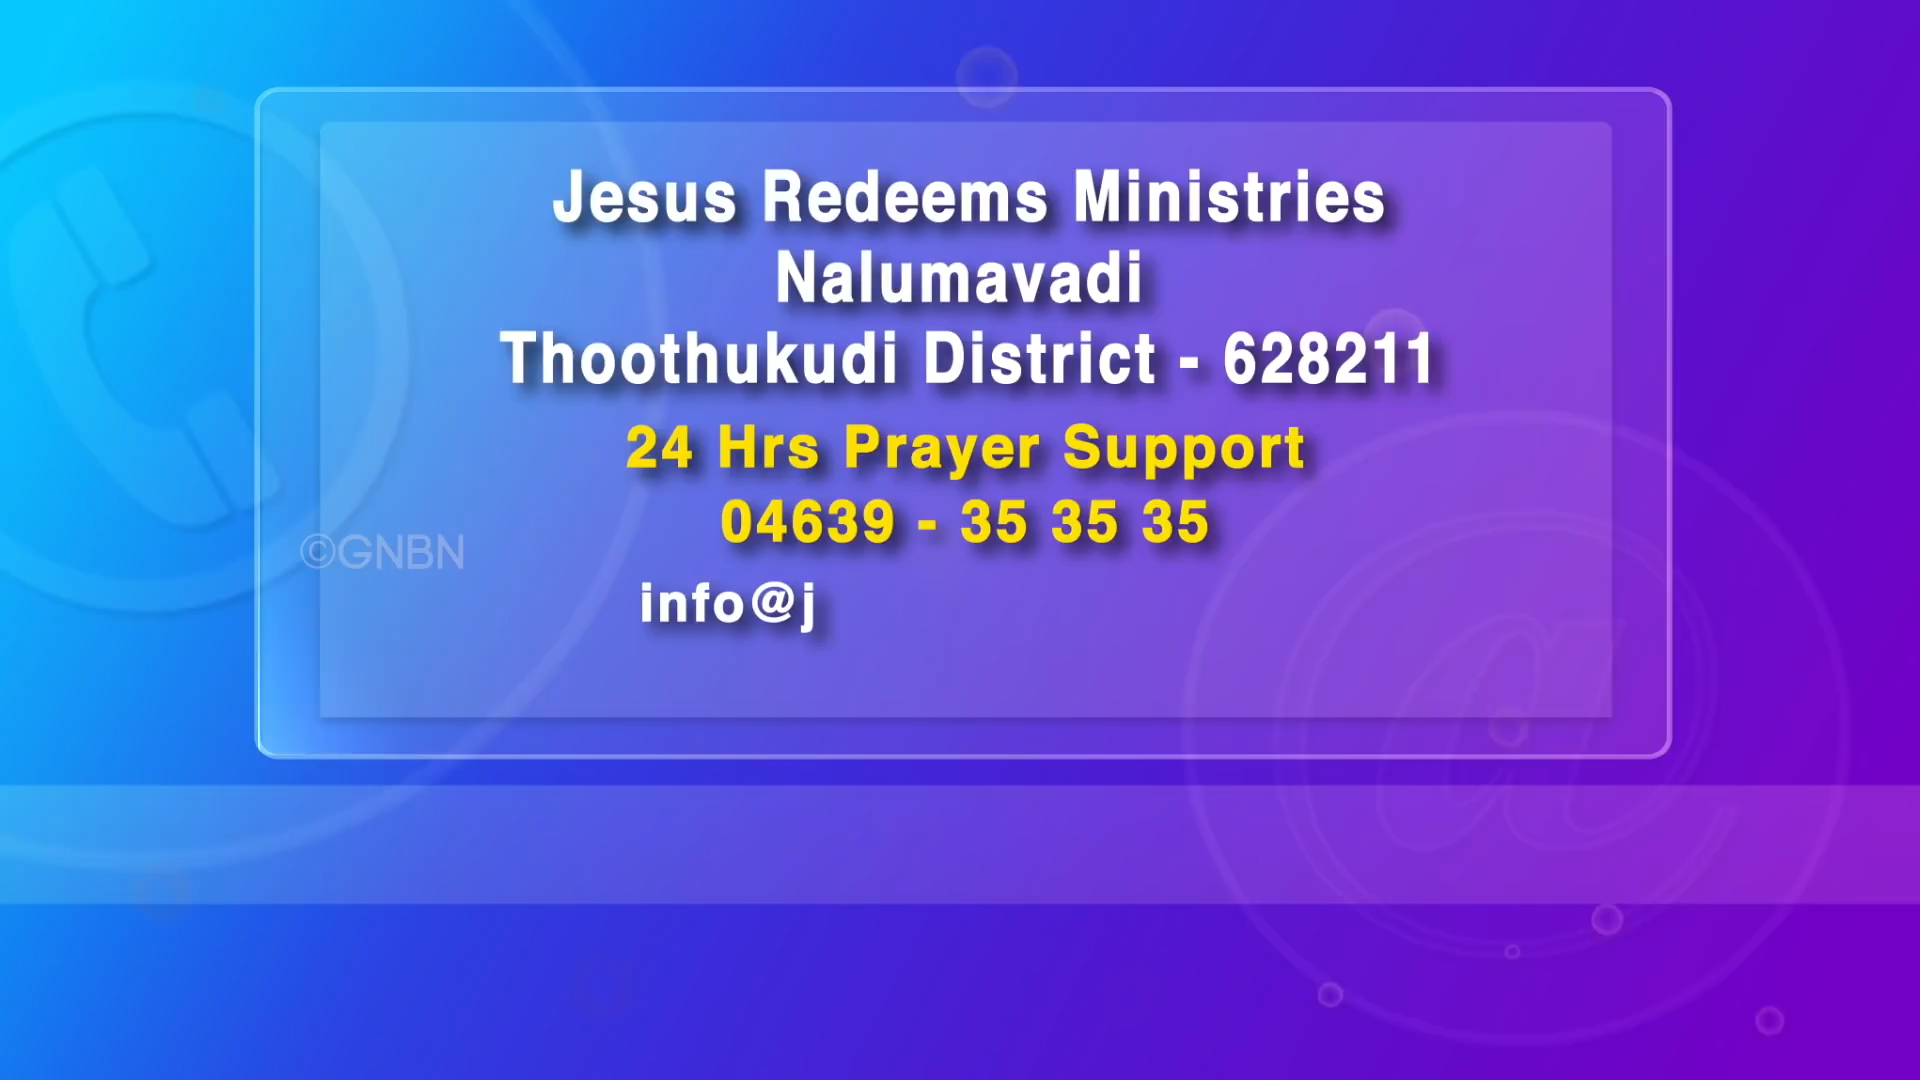 Jesus Redeems Ministries
Nalumavadi
Thoothukudi District - 628211
24 Hrs Prayer Support
04639 - 35 35 35
©GNBN
info@j